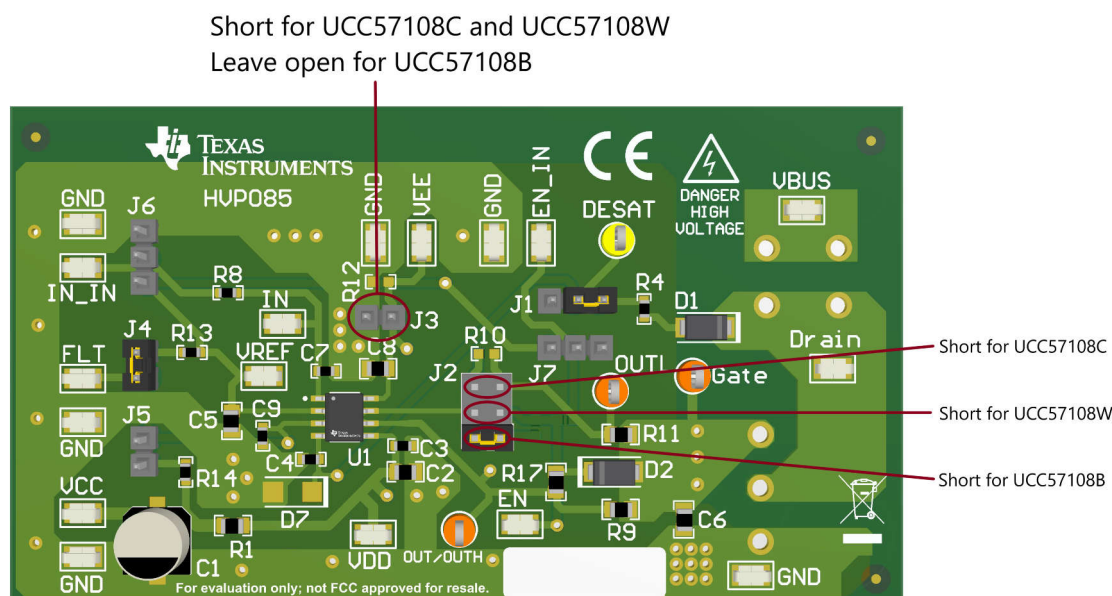 Short for UCC57108C and UCC57108W
Leave open for UCC57108B
TEXAS
INSTRUMENTS
HVP085
GND
J6
IN_IN
R8
GND
VEE
GND
EN_IN
DESAT
DANGER
HIGH
VOLTAGE
VBUS
R12
J3
IN
J1
R4
D1
J4
R13
FLT
VREF
C7
C8
R10
J2
J7
OUTL
Gate
Drain
Short for UCC57108C
Short for UCC57108W
Short for UCC57108B
GND
J5
C5
C9
C4
U1
TEXAS
INSTRUMENTS
C3
C2
R11
R17
D2
R14
VCC
D7
EN
R9
C6
R1
VDD
OUT/OUTH
GND
C1
GND
For evaluation only; not FCC approved for resale.